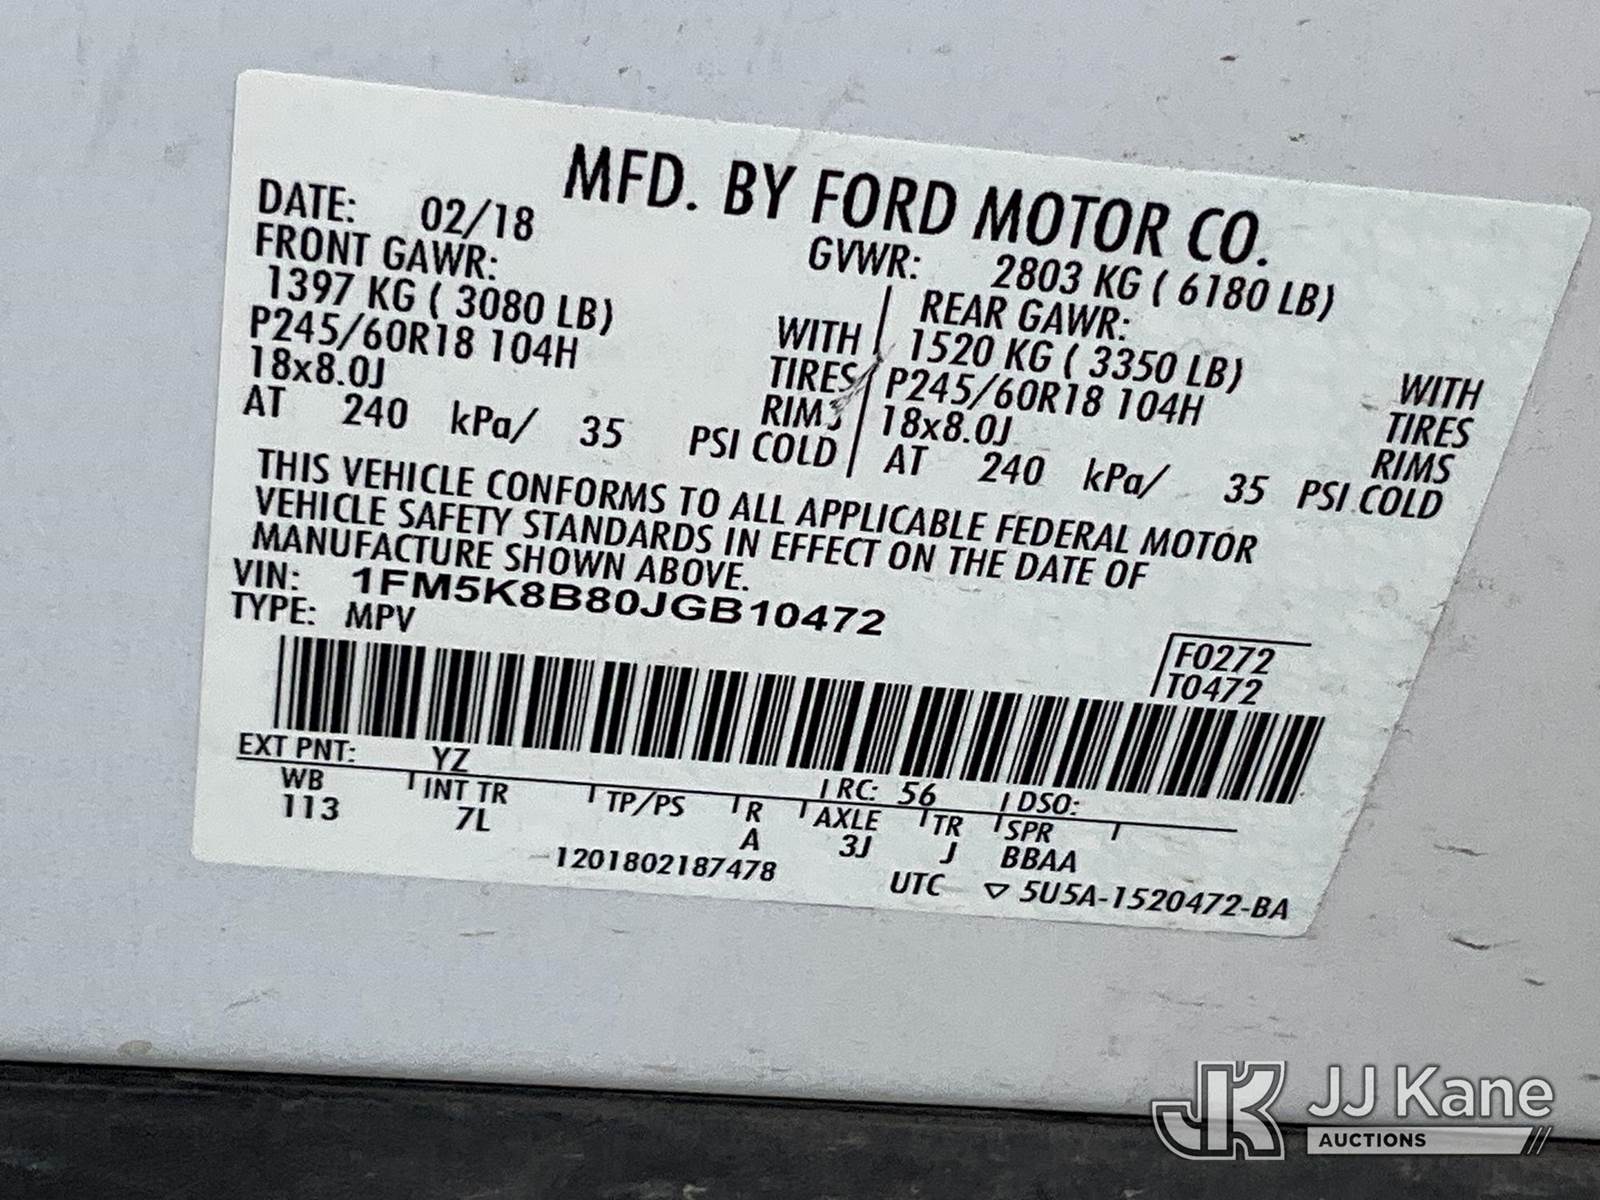 MFD. BY FORD MOTOR CO.
DATE: 02/18 GVWR: 2803 KG ( 6180 LB)
FRONT GAWR: REAR GAWR:
1397 KG ( 3080 LB) WITH 1520 KG ( 3350 LB) WITH
P245/60R18 104H TIRES P245/60R18 104H TIRES
18x8.0J RIMS 18x8.0J RIMS
AT 240 kPa/ 35 PSI COLD AT 240 kPa/ 35 PSI COLD
THIS VEHICLE CONFORMS TO ALL APPLICABLE FEDERAL MOTOR
VEHICLE SAFETY STANDARDS IN EFFECT ON THE DATE OF
MANUFACTURE SHOWN ABOVE.
VIN: 1FM5K8B80JGB10472
TYPE: MPV
F0272
T0472
EXT PNT: YZ RC: 56 DSO:
WB INT TR TP/PS R AXLE TR SPR
113 7L A 3J J BBAA
1201802187478 UTC ▽ 5U5A-1520472-BA
JK JJ Kane
AUCTIONS